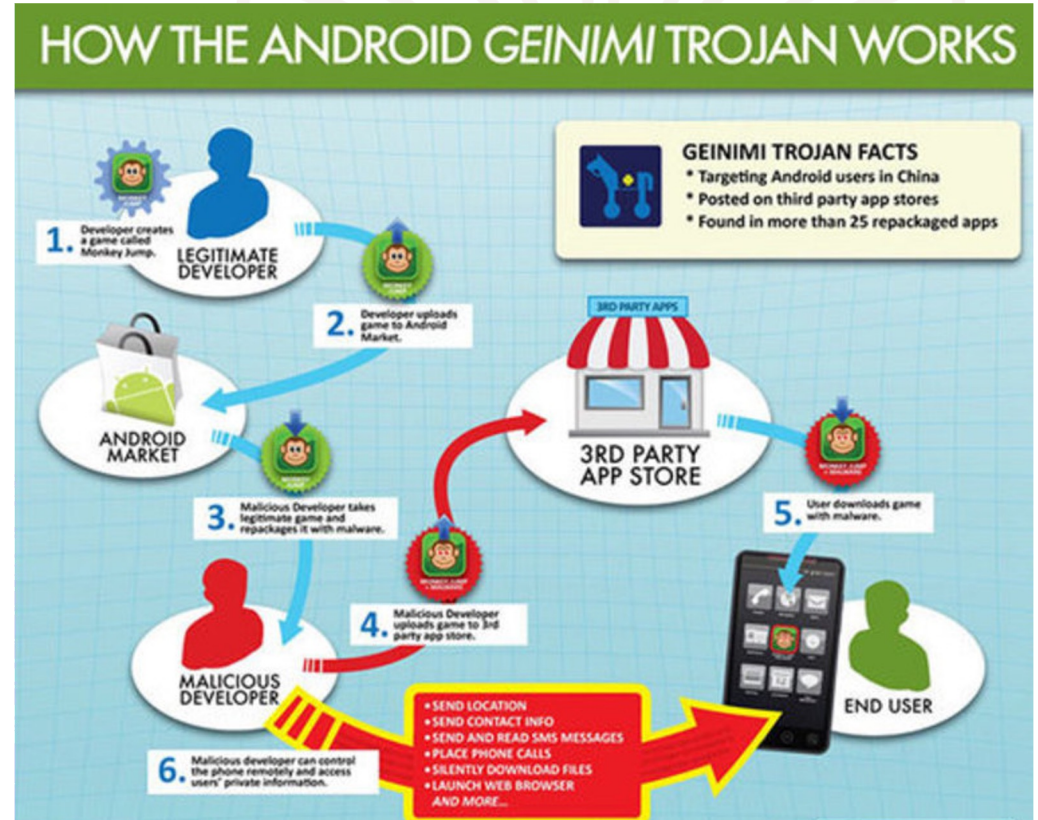 HOW THE ANDROID GEINIMI TROJAN WORKS
GEINIMI TROJAN FACTS
* Targeting Android users in China
* Posted on third party app stores
* Found in more than 25 repackaged apps
1. Developer creates
a game called
Monkey Jump.
LEGITIMATE
DEVELOPER
2. Developer uploads
game to Android
Market.
ANDROID
MARKET
3. Malicious Developer takes
legitimate game and
repackages it with malware.
MALICIOUS
DEVELOPER
MONKEY JUMP
+ MALWARE
4. Malicious Developer
uploads game to 3rd
party app store.
3RD PARTY APPS
3RD PARTY
APP STORE
MONKEY JUMP
+ MALWARE
5. User downloads game
with malware.
END USER
6. Malicious developer can control
the phone remotely and access
users' private information.
• SEND LOCATION
• SEND CONTACT INFO
• SEND AND READ SMS MESSAGES
• PLACE PHONE CALLS
• SILENTLY DOWNLOAD FILES
• LAUNCH WEB BROWSER
AND MORE...